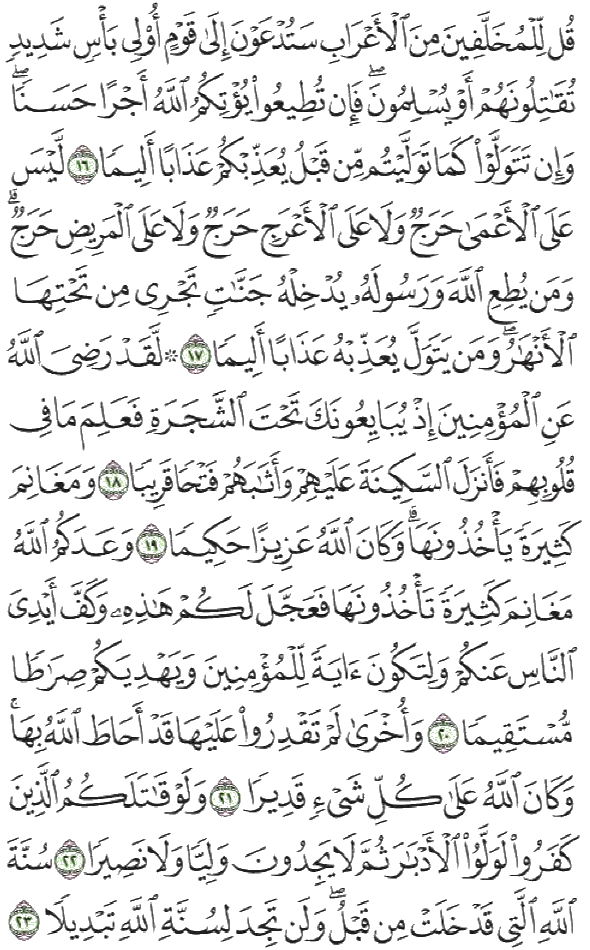 قُل لِّلْمُخَلَّفِينَ مِنَ ٱلْأَعْرَابِ سَتُدْعَوْنَ إِلَىٰ قَوْمٍ أُو۟لِى بَأْسٍ شَدِيدٍ
تُقَـٰتِلُونَهُمْ أَوْ يُسْلِمُونَ ۖ فَإِن تُطِيعُوا۟ يُؤْتِكُمُ ٱللَّهُ أَجْرًا حَسَنًا ۖ
وَإِن تَتَوَلَّوْا۟ كَمَا تَوَلَّيْتُم مِّن قَبْلُ يُعَذِّبْكُمْ عَذَابًا أَلِيمًا ١٦ لَّيْسَ
عَلَى ٱلْأَعْمَىٰ حَرَجٌ وَلَا عَلَى ٱلْأَعْرَجِ حَرَجٌ وَلَا عَلَى ٱلْمَرِيضِ حَرَجٌ ۗ
وَمَن يُطِعِ ٱللَّهَ وَرَسُولَهُۥ يُدْخِلْهُ جَنَّـٰتٍ تَجْرِى مِن تَحْتِهَا
ٱلْأَنْهَـٰرُ ۖ وَمَن يَتَوَلَّ يُعَذِّبْهُ عَذَابًا أَلِيمًا ١٧ ۞ لَّقَدْ رَضِىَ ٱللَّهُ
عَنِ ٱلْمُؤْمِنِينَ إِذْ يُبَايِعُونَكَ تَحْتَ ٱلشَّجَرَةِ فَعَلِمَ مَا فِى
قُلُوبِهِمْ فَأَنزَلَ ٱلسَّكِينَةَ عَلَيْهِمْ وَأَثَـٰبَهُمْ فَتْحًا قَرِيبًا ١٨ وَمَغَانِمَ
كَثِيرَةً يَأْخُذُونَهَا ۗ وَكَانَ ٱللَّهُ عَزِيزًا حَكِيمًا ١٩ وَعَدَكُمُ ٱللَّهُ
مَغَانِمَ كَثِيرَةً تَأْخُذُونَهَا فَعَجَّلَ لَكُمْ هَـٰذِهِۦ وَكَفَّ أَيْدِىَ
ٱلنَّاسِ عَنكُمْ وَلِتَكُونَ ءَايَةً لِّلْمُؤْمِنِينَ وَيَهْدِيَكُمْ صِرَٰطًا
مُّسْتَقِيمًا ٢٠ وَأُخْرَىٰ لَمْ تَقْدِرُوا۟ عَلَيْهَا قَدْ أَحَاطَ ٱللَّهُ بِهَا ۚ
وَكَانَ ٱللَّهُ عَلَىٰ كُلِّ شَىْءٍ قَدِيرًا ٢١ وَلَوْ قَـٰتَلَكُمُ ٱلَّذِينَ
كَفَرُوا۟ لَوَلَّوُا۟ ٱلْأَدْبَـٰرَ ثُمَّ لَا يَجِدُونَ وَلِيًّا وَلَا نَصِيرًا ٢٢ سُنَّةَ
ٱللَّهِ ٱلَّتِى قَدْ خَلَتْ مِن قَبْلُ ۖ وَلَن تَجِدَ لِسُنَّةِ ٱللَّهِ تَبْدِيلًا ٢٣